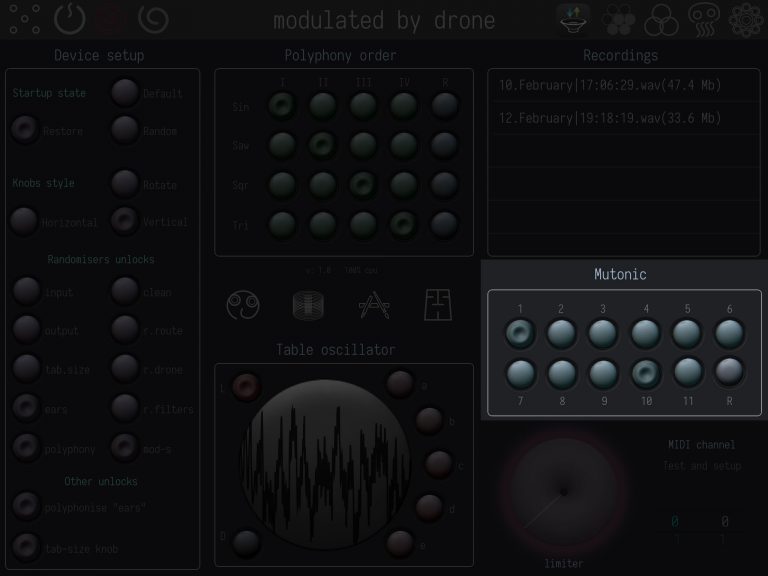 modulated by drone
Device setup
Startup state
Default
Restore
Random
Knobs style
Rotate
Horizontal
Vertical
Randomisers unlocks
input
clean
output
r.route
tab.size
r.drone
ears
r.filters
polyphony
mod-s
Other unlocks
polyphonise "ears"
tab-size knob
Polyphony order
I II III IV R
Sin
Saw
Sqr
Tri
v: 7.0 100% cpu
Table oscillator
L
a
b
c
d
D
e
Recordings
10.February|17:06:29.wav(47.4 Mb)
12.February|19:18:19.wav(33.6 Mb)
Mutonic
1 2 3 4 5 6
7 8 9 10 11 R
MIDI channel
Test and setup
0 0
1 1
limiter